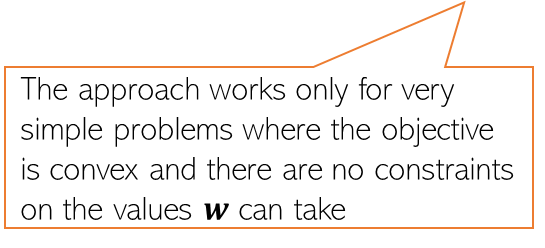 The approach works only for very
simple problems where the objective
is convex and there are no constraints
on the values w can take